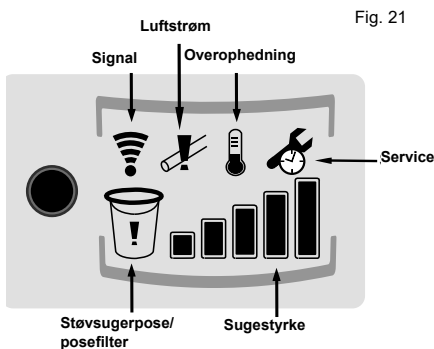 Fig. 21
Luftstrøm
Signal
Overophedning
Service
Støvsugerpose/
posefilter
Sugestyrke